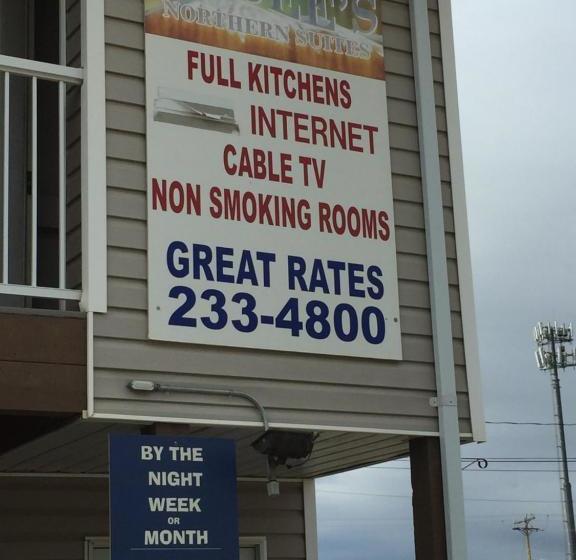 NORTHERN SUITES
FULL KITCHENS
INTERNET
CABLE TV
NON SMOKING ROOMS
GREAT RATES
233-4800
BY THE
NIGHT
WEEK
OR
MONTH